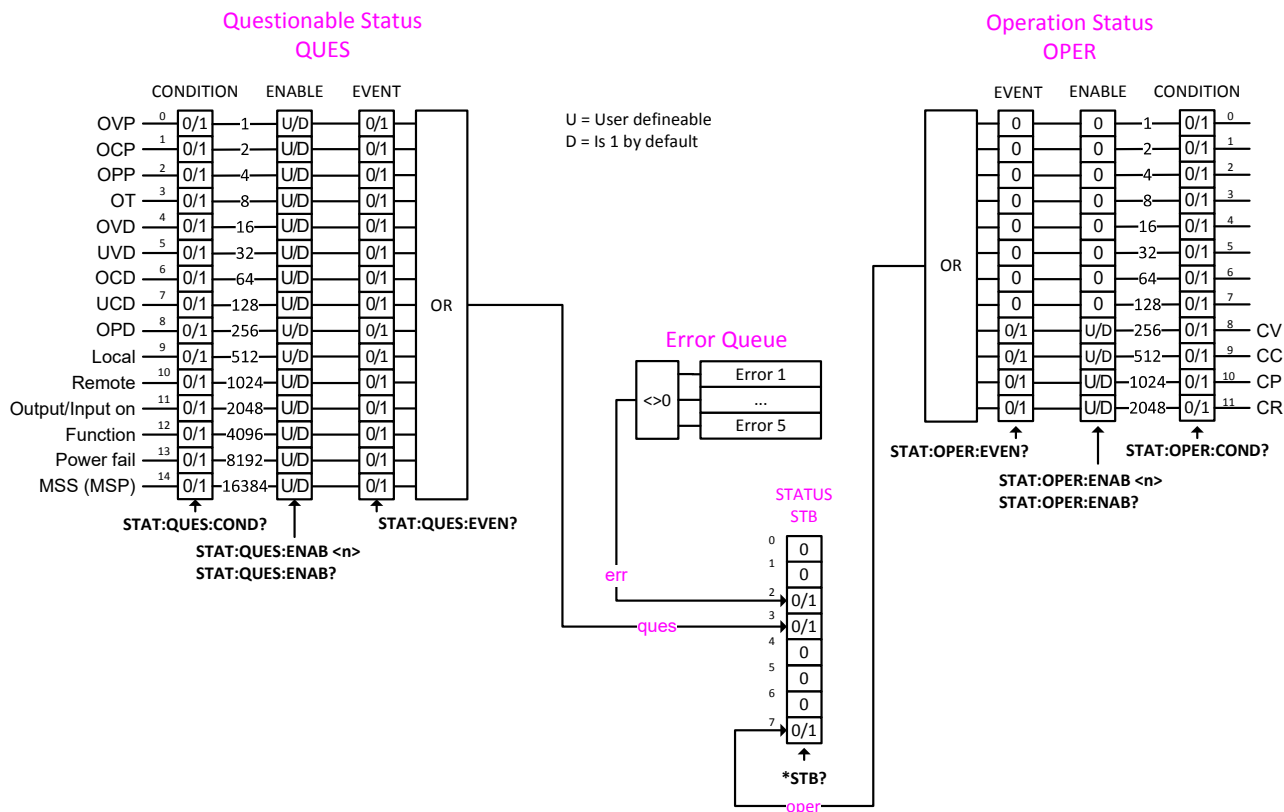 Questionable Status
QUES
Operation Status
OPER
CONDITION ENABLE EVENT
EVENT ENABLE CONDITION
U = User defineable
D = Is 1 by default
OVP 0 0/1 1 U/D 0/1
OCP 1 0/1 2 U/D 0/1
OPP 2 0/1 4 U/D 0/1
OT 3 0/1 8 U/D 0/1
OVD 4 0/1 16 U/D 0/1
UVD 5 0/1 32 U/D 0/1
OCD 6 0/1 64 U/D 0/1
UCD 7 0/1 128 U/D 0/1
OPD 8 0/1 256 U/D 0/1
Local 9 0/1 512 U/D 0/1
Remote 10 0/1 1024 U/D 0/1
Output/Input on 11 0/1 2048 U/D 0/1
Function 12 0/1 4096 U/D 0/1
Power fail 13 0/1 8192 U/D 0/1
MSS (MSP) 14 0/1 16384 U/D 0/1
OR
STAT:QUES:COND?
STAT:QUES:EVEN?
STAT:QUES:ENAB <n>
STAT:QUES:ENAB?
OR
0 0 1 0/1 0
0 0 2 0/1 1
0 0 4 0/1 2
0 0 8 0/1 3
0 0 16 0/1 4
0 0 32 0/1 5
0 0 64 0/1 6
0 0 128 0/1 7
0/1 U/D 256 0/1 8 CV
0/1 U/D 512 0/1 9 CC
0/1 U/D 1024 0/1 10 CP
0/1 U/D 2048 0/1 11 CR
STAT:OPER:EVEN?
STAT:OPER:COND?
STAT:OPER:ENAB <n>
STAT:OPER:ENAB?
Error Queue
<>0
Error 1
...
Error 5
err
ques
STATUS
STB
0 0
1 0
2 0/1
3 0/1
4 0
5 0
6 0
7 0/1
*STB?
oper